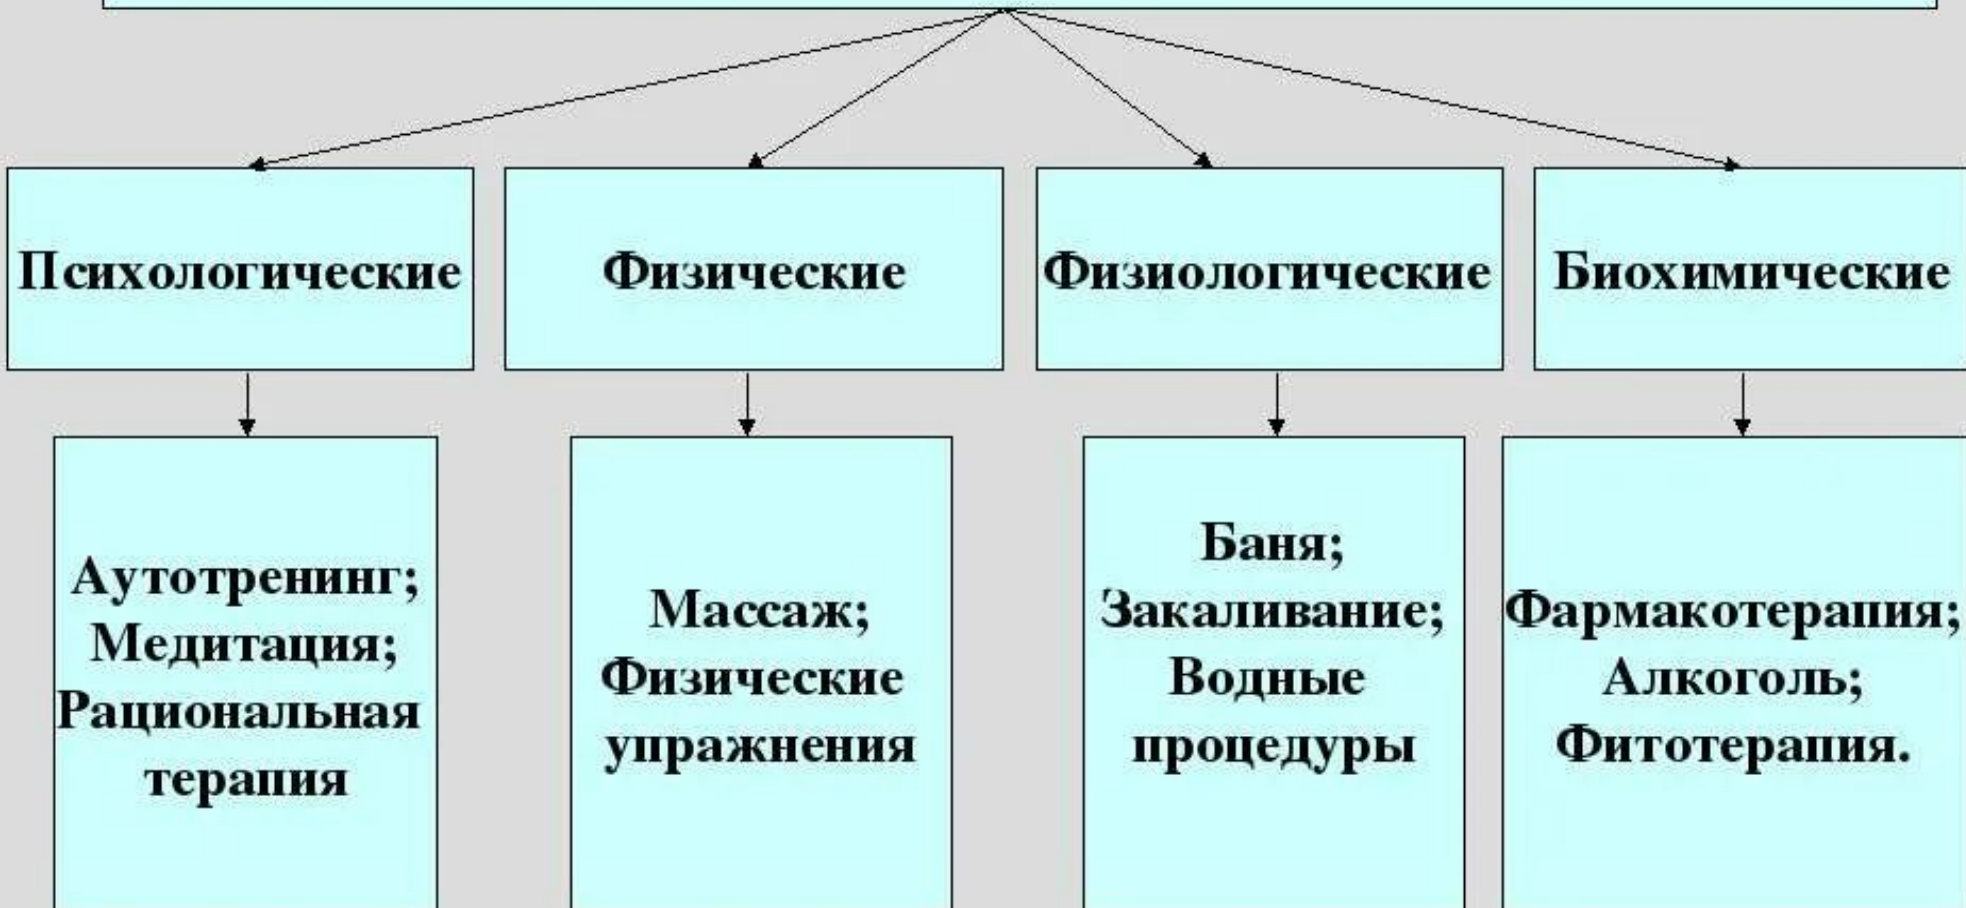 Психологические
Физические
Физиологические
Биохимические
Аутотренинг;
Медитация;
Рациональная
терапия
Массаж;
Физические
упражнения
Баня;
Закаливание;
Водные
процедуры
Фармакотерапия;
Алкоголь;
Фитотерапия.